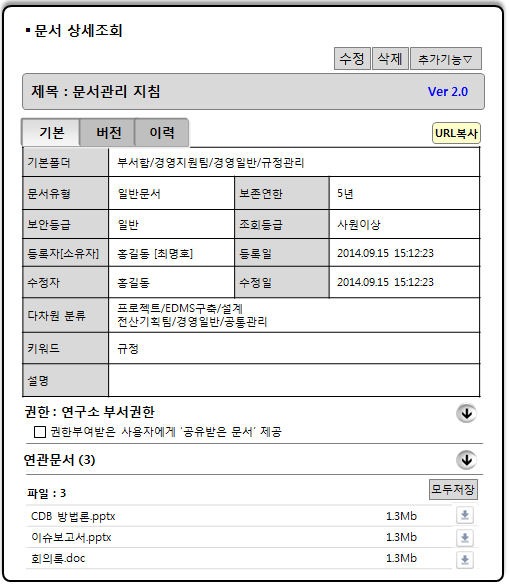 ▪ 문서 상세조회
수정 삭제 추가기능▽
제목 : 문서관리 지침 Ver 2.0
기본 버전 이력 URL복사
기본폴더 부서함/경영지원팀/경영일반/규정관리
문서유형 일반문서 보존연한 5년
보안등급 일반 조회등급 사원이상
등록자[소유자] 홍길동 [최명호] 등록일 2014.09.15 15:12:23
수정자 홍길동 수정일 2014.09.15 15:12:23
다차원 분류 프로젝트/EDMS구축/설계
전산기획팀/경영일반/공통관리
키워드 규정
설명
권한 : 연구소 부서권한
권한부여받은 사용자에게 '공유받은 문서' 제공
연관문서 (3)
파일 : 3 모두저장
CDB 방법론.pptx 1.3Mb
이슈보고서.pptx 1.3Mb
회의록.doc 1.3Mb